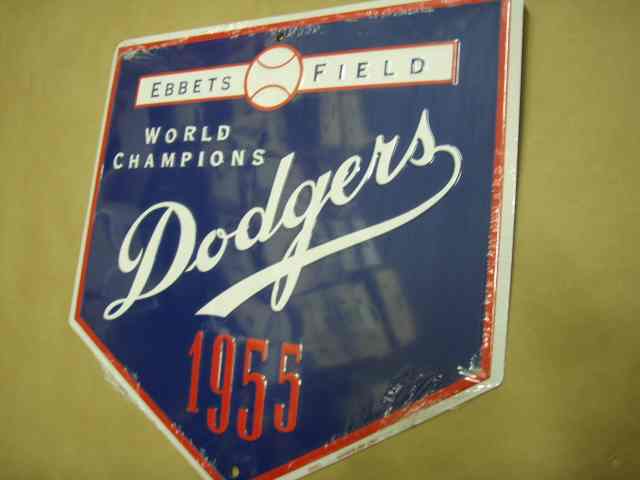 EBBETS FIELD
WORLD
CHAMPIONS
Dodgers
1955